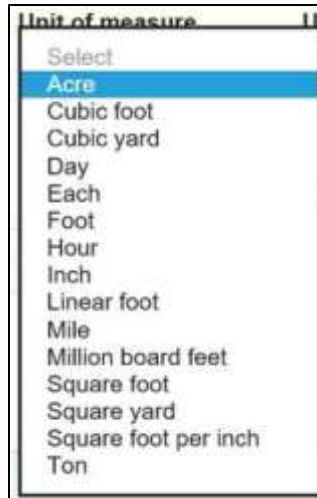 Unit of measure
Select
Acre
Cubic foot
Cubic yard
Day
Each
Foot
Hour
Inch
Linear foot
Mile
Million board feet
Square foot
Square yard
Square foot per inch
Ton